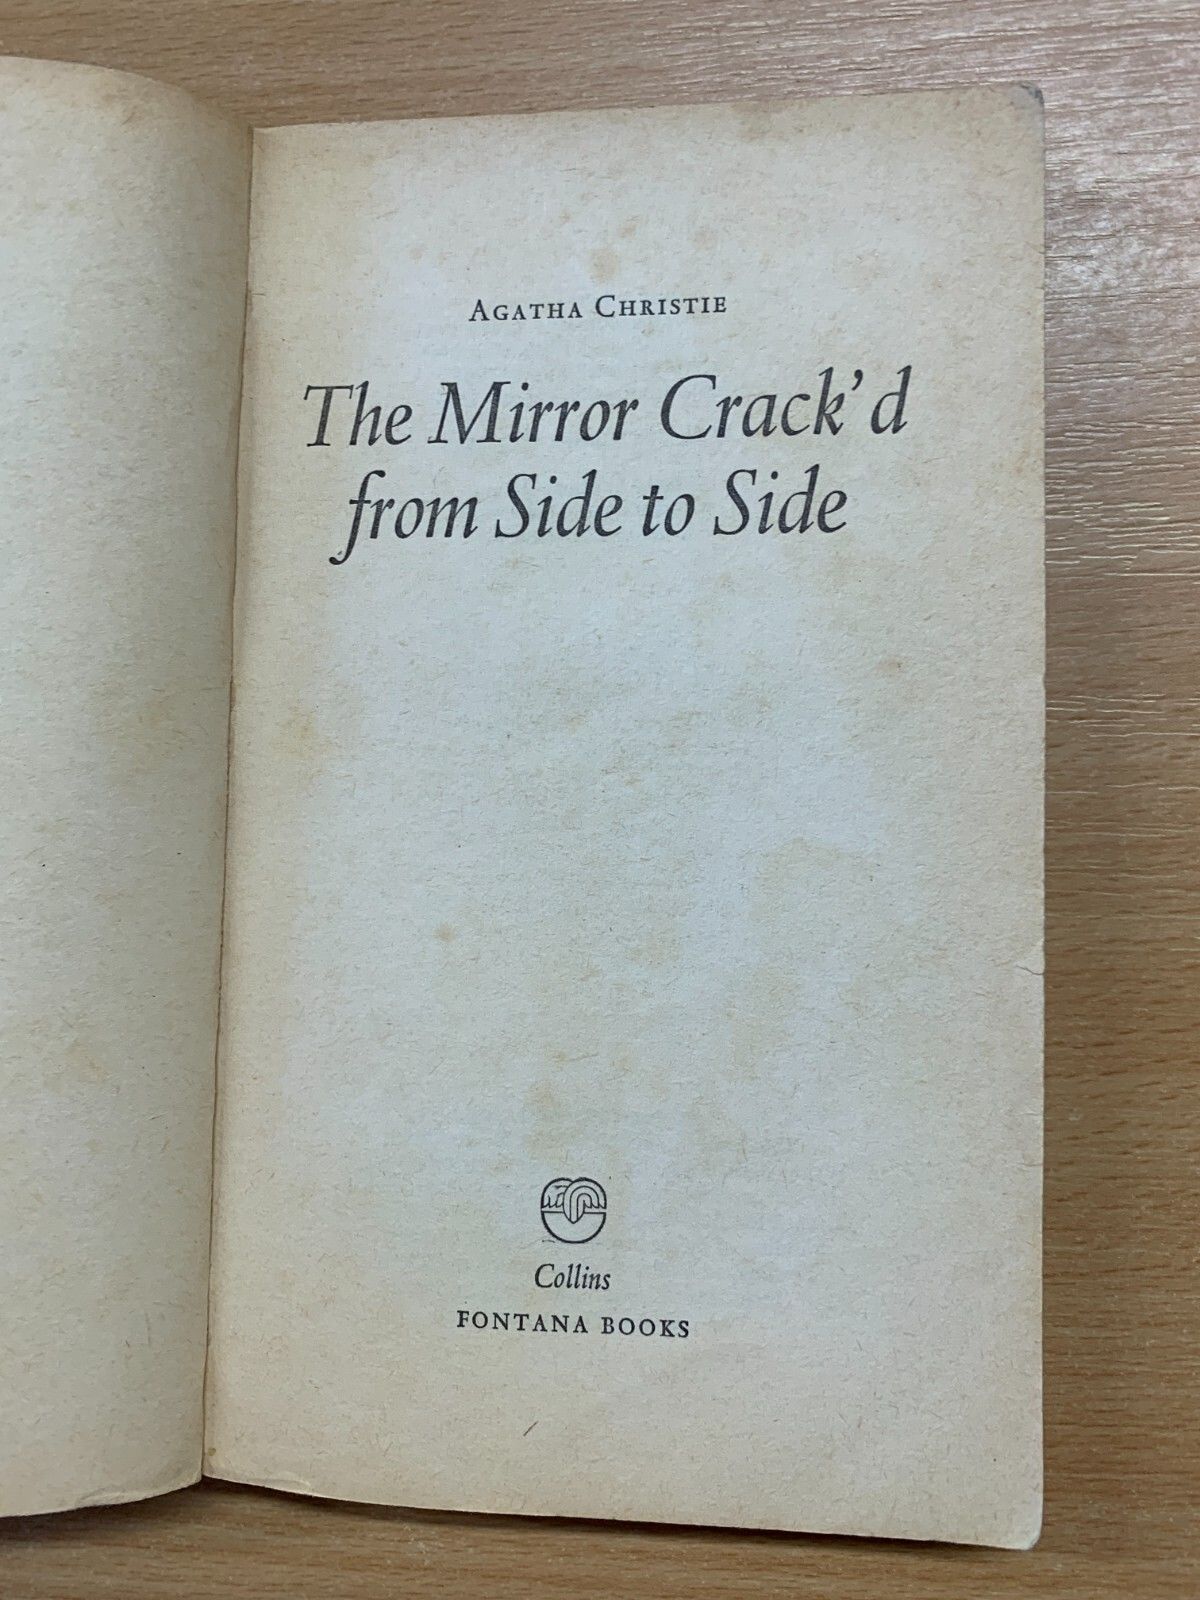 AGATHA CHRISTIE
The Mirror Crack'd
from Side to Side
Collins
FONTANA BOOKS